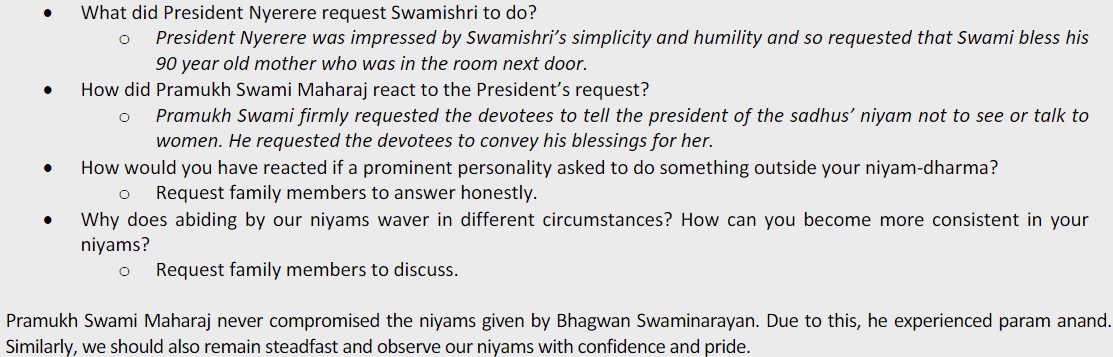 • What did President Nyerere request Swamishri to do?
o President Nyerere was impressed by Swamishri’s simplicity and humility and so requested that Swami bless his
90 year old mother who was in the room next door.
• How did Pramukh Swami Maharaj react to the President’s request?
o Pramukh Swami firmly requested the devotees to tell the president of the sadhus’ niyam not to see or talk to
women. He requested the devotees to convey his blessings for her.
• How would you have reacted if a prominent personality asked to do something outside your niyam-dharma?
o Request family members to answer honestly.
• Why does abiding by our niyams waver in different circumstances? How can you become more consistent in your
niyams?
o Request family members to discuss.
Pramukh Swami Maharaj never compromised the niyams given by Bhagwan Swaminarayan. Due to this, he experienced param anand.
Similarly, we should also remain steadfast and observe our niyams with confidence and pride.